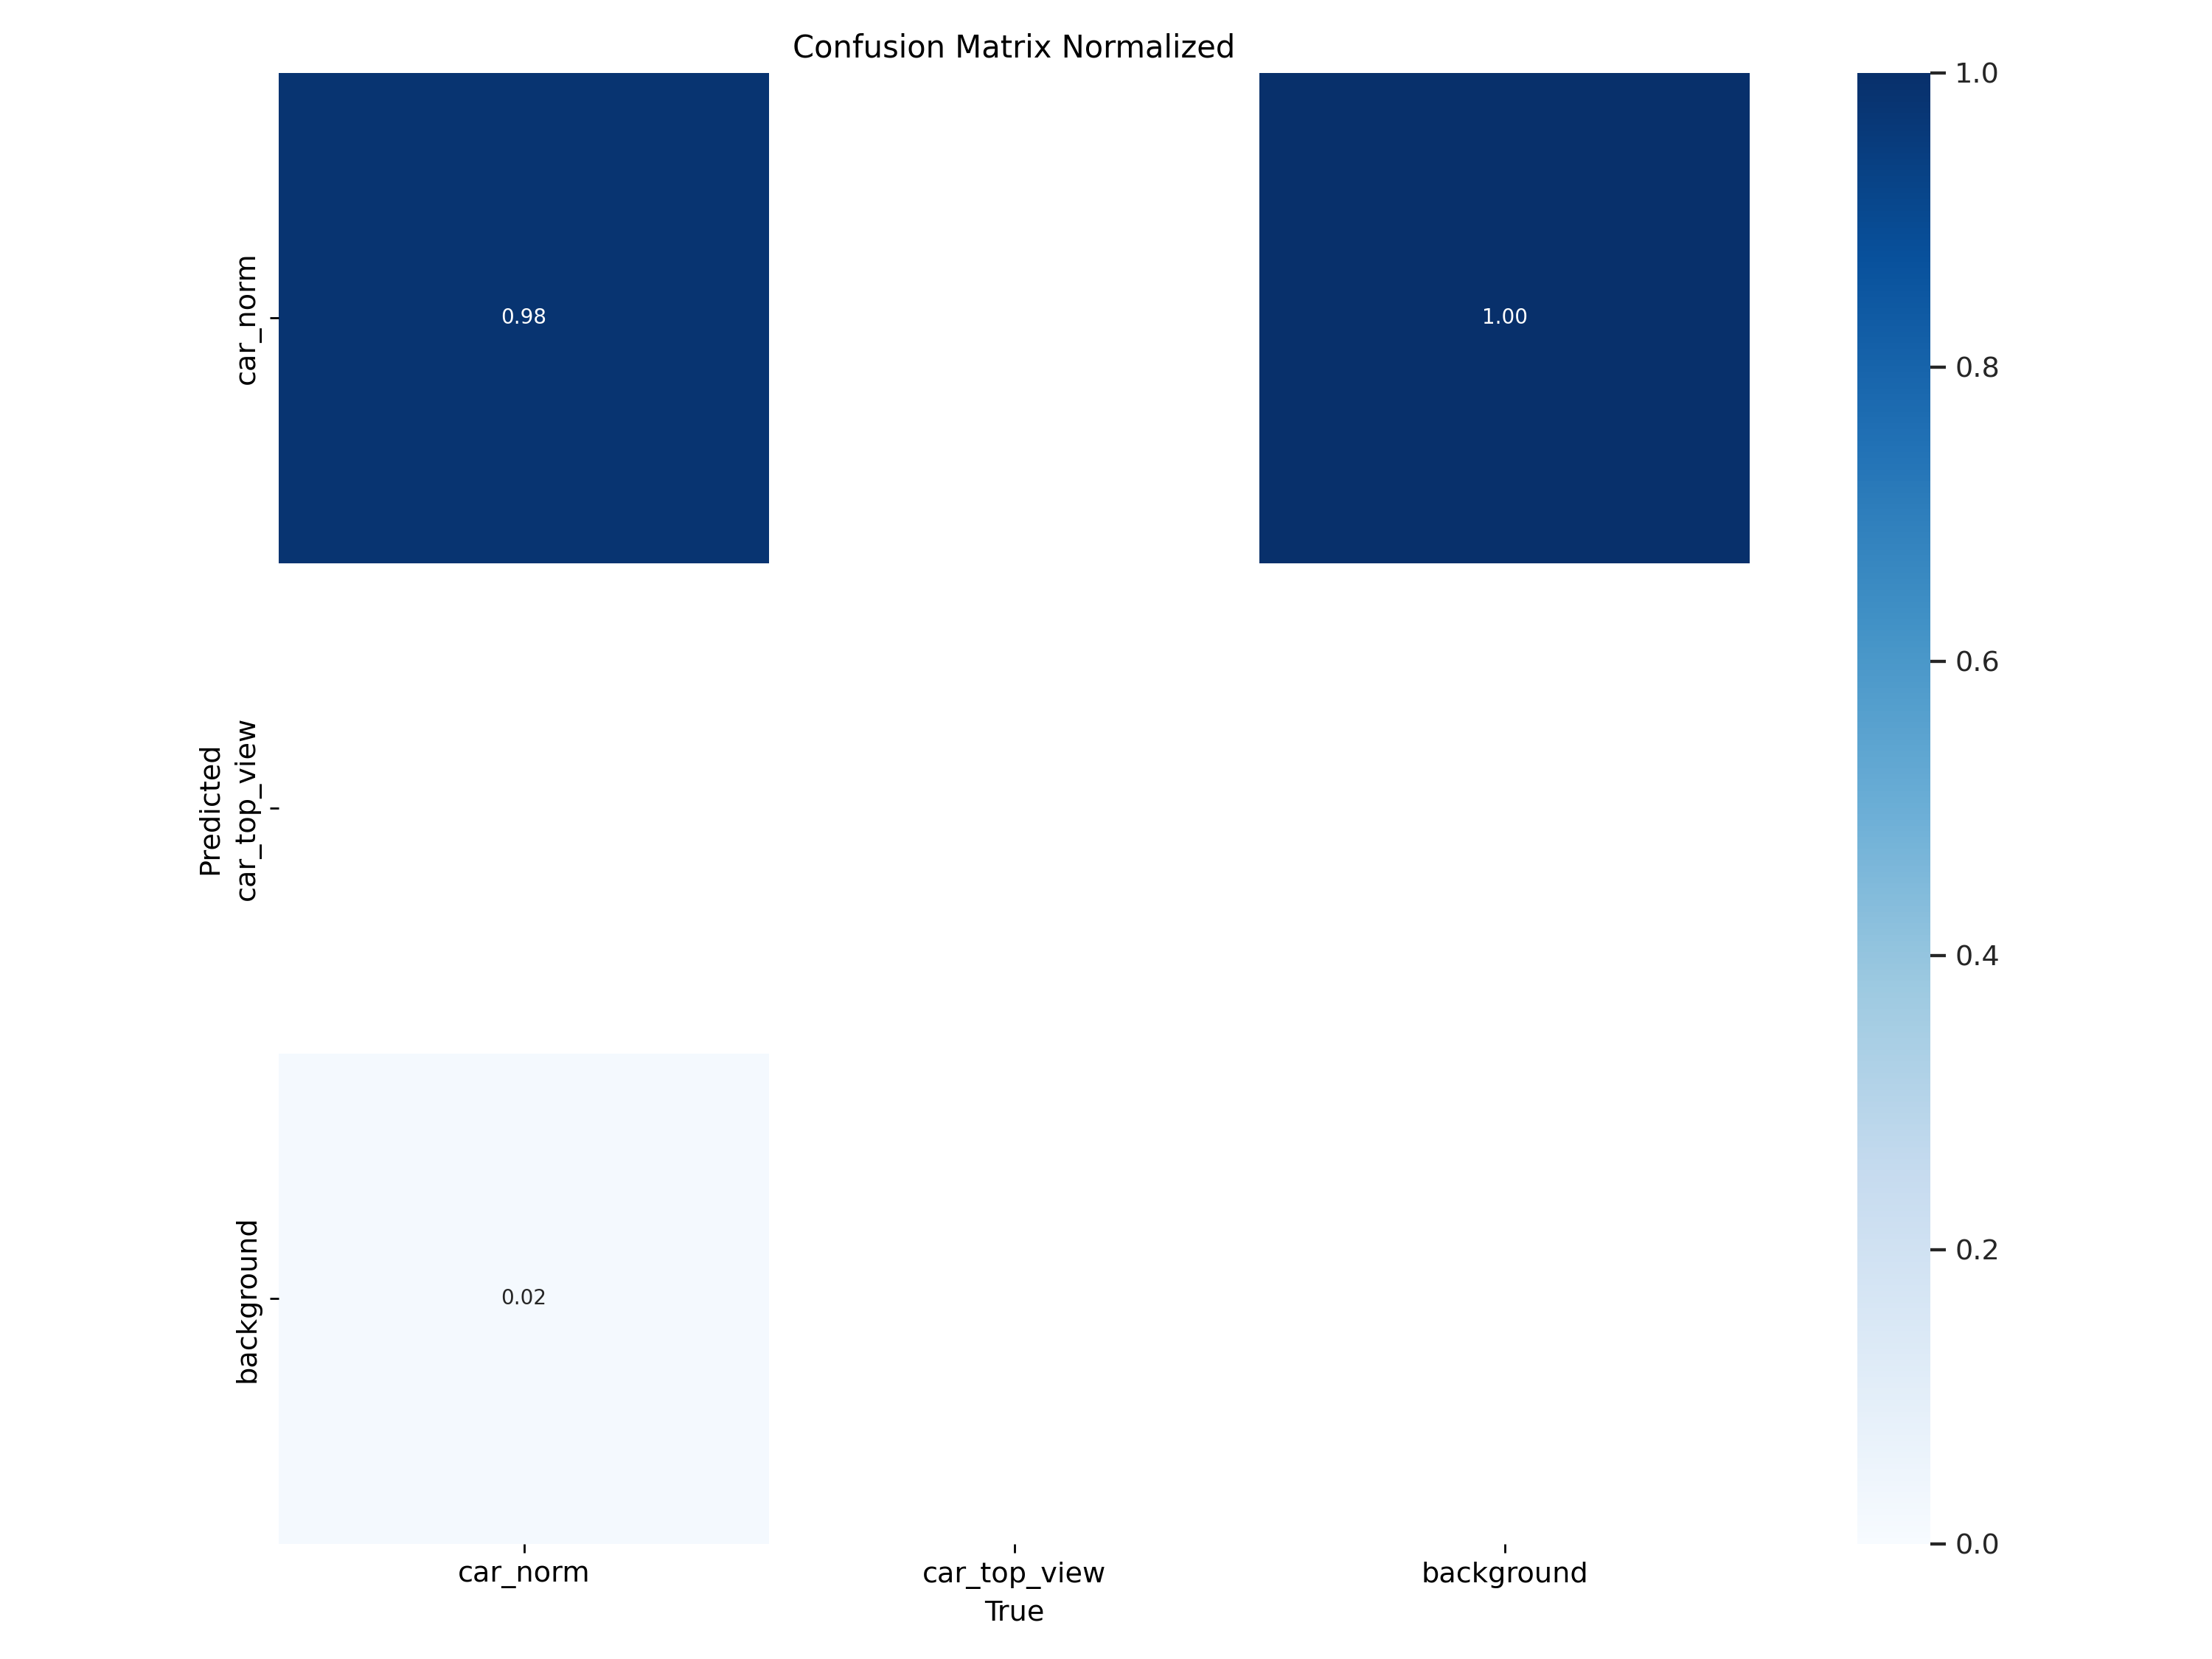 Confusion Matrix Normalized
car_norm
car_top_view
background
Predicted
0.98
1.00
0.02
car_norm
car_top_view
background
True
1.0
0.8
0.6
0.4
0.2
0.0